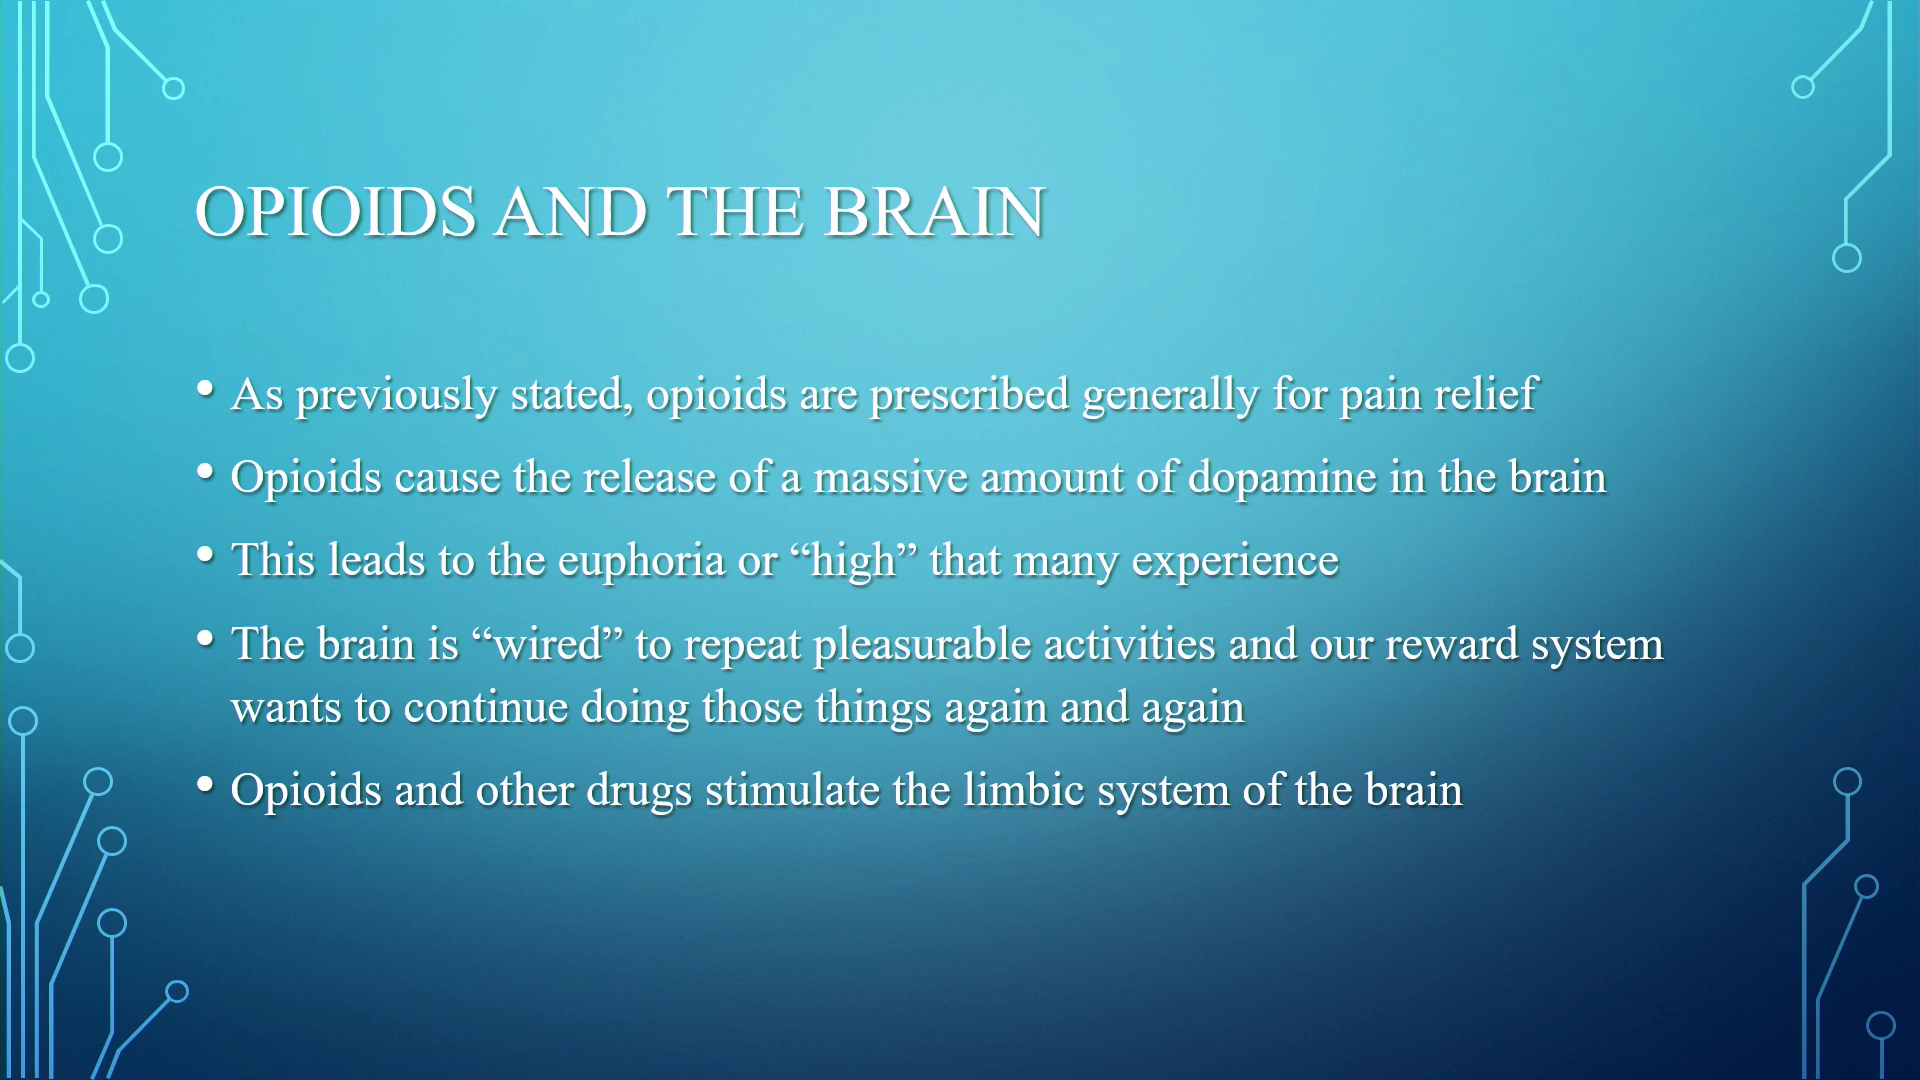 OPIOIDS AND THE BRAIN
• As previously stated, opioids are prescribed generally for pain relief
• Opioids cause the release of a massive amount of dopamine in the brain
• This leads to the euphoria or “high” that many experience
• The brain is “wired” to repeat pleasurable activities and our reward system
wants to continue doing those things again and again
• Opioids and other drugs stimulate the limbic system of the brain